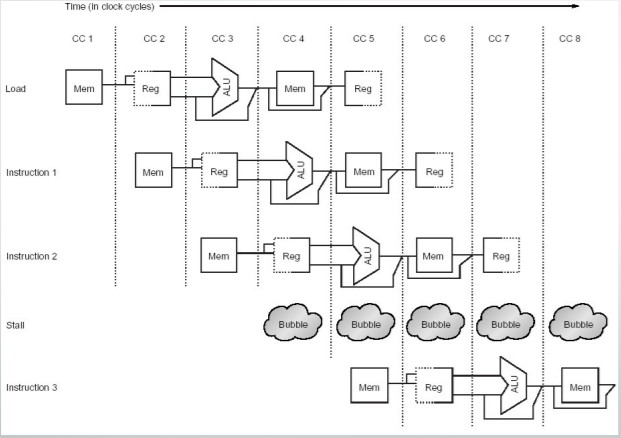 Time (in clock cycles)
CC 1 CC 2 CC 3 CC 4 CC 5 CC 6 CC 7 CC 8
Load Mem Reg ALU Mem Reg
Instruction 1 Mem Reg ALU Mem Reg
Instruction 2 Mem Reg ALU Mem Reg
Stall Bubble Bubble Bubble Bubble Bubble
Instruction 3 Mem Reg ALU Mem